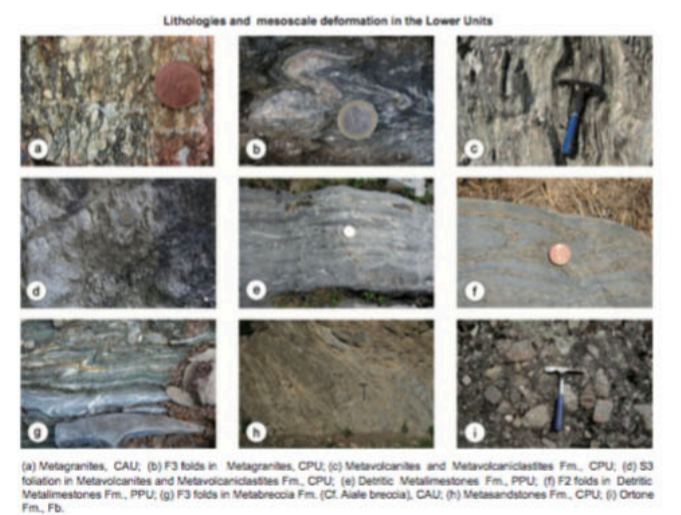 Lithologies and mesoscale deformation in the Lower Units
a
b
c
d
e
f
g
h
i
(a) Metagranites, CAU; (b) F3 folds in Metagranites, CPU; (c) Metavolcanites and Metavolcaniclastites Fm., CPU; (d) S3
foliation in Metavolcanites and Metavolcaniclastites Fm., CPU; (e) Detritic Metalimestones Fm., PPU; (f) F2 folds in Detritic
Metalimestones Fm., PPU; (g) F3 folds in Metabreccia Fm. (Cf. Aiale breccia), CAU; (h) Metasandstones Fm., CPU; (i) Ortone
Fm., Fb.